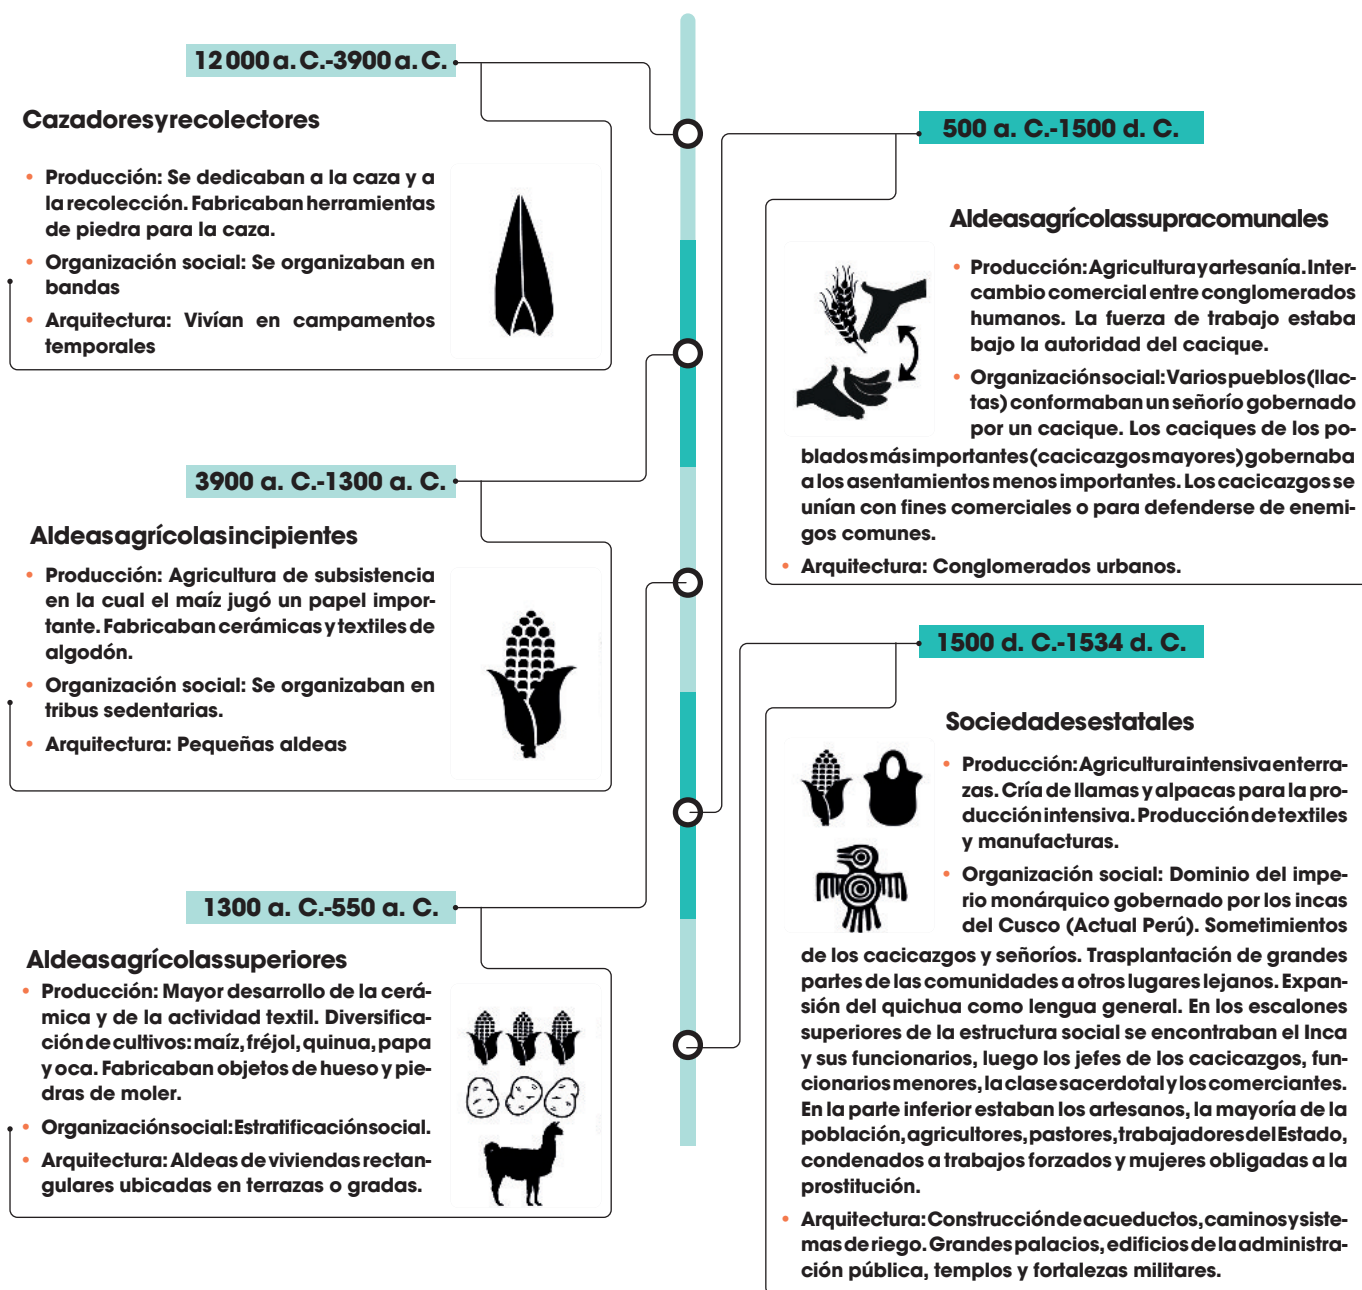 12 000 a. C.-3900 a. C.
Cazadores y recolectores
• Producción: Se dedicaban a la caza y a
la recolección. Fabricaban herramientas
de piedra para la caza.
• Organización social: Se organizaban en
bandas
• Arquitectura: Vivían en campamentos
temporales
3900 a. C.-1300 a. C.
Aldeas agrícolas incipientes
• Producción: Agricultura de subsistencia
en la cual el maíz jugó un papel impor-
tante. Fabricaban cerámicas y textiles de
algodón.
• Organización social: Se organizaban en
tribus sedentarias.
• Arquitectura: Pequeñas aldeas
1300 a. C.-550 a. C.
Aldeas agrícolas superiores
• Producción: Mayor desarrollo de la cerá-
mica y de la actividad textil. Diversifica-
ción de cultivos: maíz, fréjol, quinua, papa
y oca. Fabricaban objetos de hueso y pie-
dras de moler.
• Organización social: Estratificación social.
• Arquitectura: Aldeas de viviendas rectan-
gulares ubicadas en terrazas o gradas.
500 a. C.-1500 d. C.
Aldeas agrícolas supracomunales
• Producción: Agricultura y artesanía. Inter-
cambio comercial entre conglomerados
humanos. La fuerza de trabajo estaba
bajo la autoridad del cacique.
• Organización social: Varios pueblos (llac-
tas) conformaban un señorío gobernado
por un cacique. Los caciques de los po-
blados más importantes (cacicazgos mayores) gobernaba
a los asentamientos menos importantes. Los cacicazgos se
unían con fines comerciales o para defenderse de enemi-
gos comunes.
• Arquitectura: Conglomerados urbanos.
1500 d. C.-1534 d. C.
Sociedades estatales
• Producción: Agricultura intensiva en terra-
zas. Cría de llamas y alpacas para la pro-
ducción intensiva. Producción de textiles
y manufacturas.
• Organización social: Dominio del impe-
rio monárquico gobernado por los incas
del Cusco (Actual Perú). Sometimientos
de los cacicazgos y señoríos. Trasplantación de grandes
partes de las comunidades a otros lugares lejanos. Expan-
sión del quichua como lengua general. En los escalones
superiores de la estructura social se encontraban el Inca
y sus funcionarios, luego los jefes de los cacicazgos, fun-
cionarios menores, la clase sacerdotal y los comerciantes.
En la parte inferior estaban los artesanos, la mayoría de la
población, agricultores, pastores, trabajadores del Estado,
condenados a trabajos forzados y mujeres obligadas a la
prostitución.
• Arquitectura: Construcción de acueductos, caminos y siste-
mas de riego. Grandes palacios, edificios de la administra-
ción pública, templos y fortalezas militares.